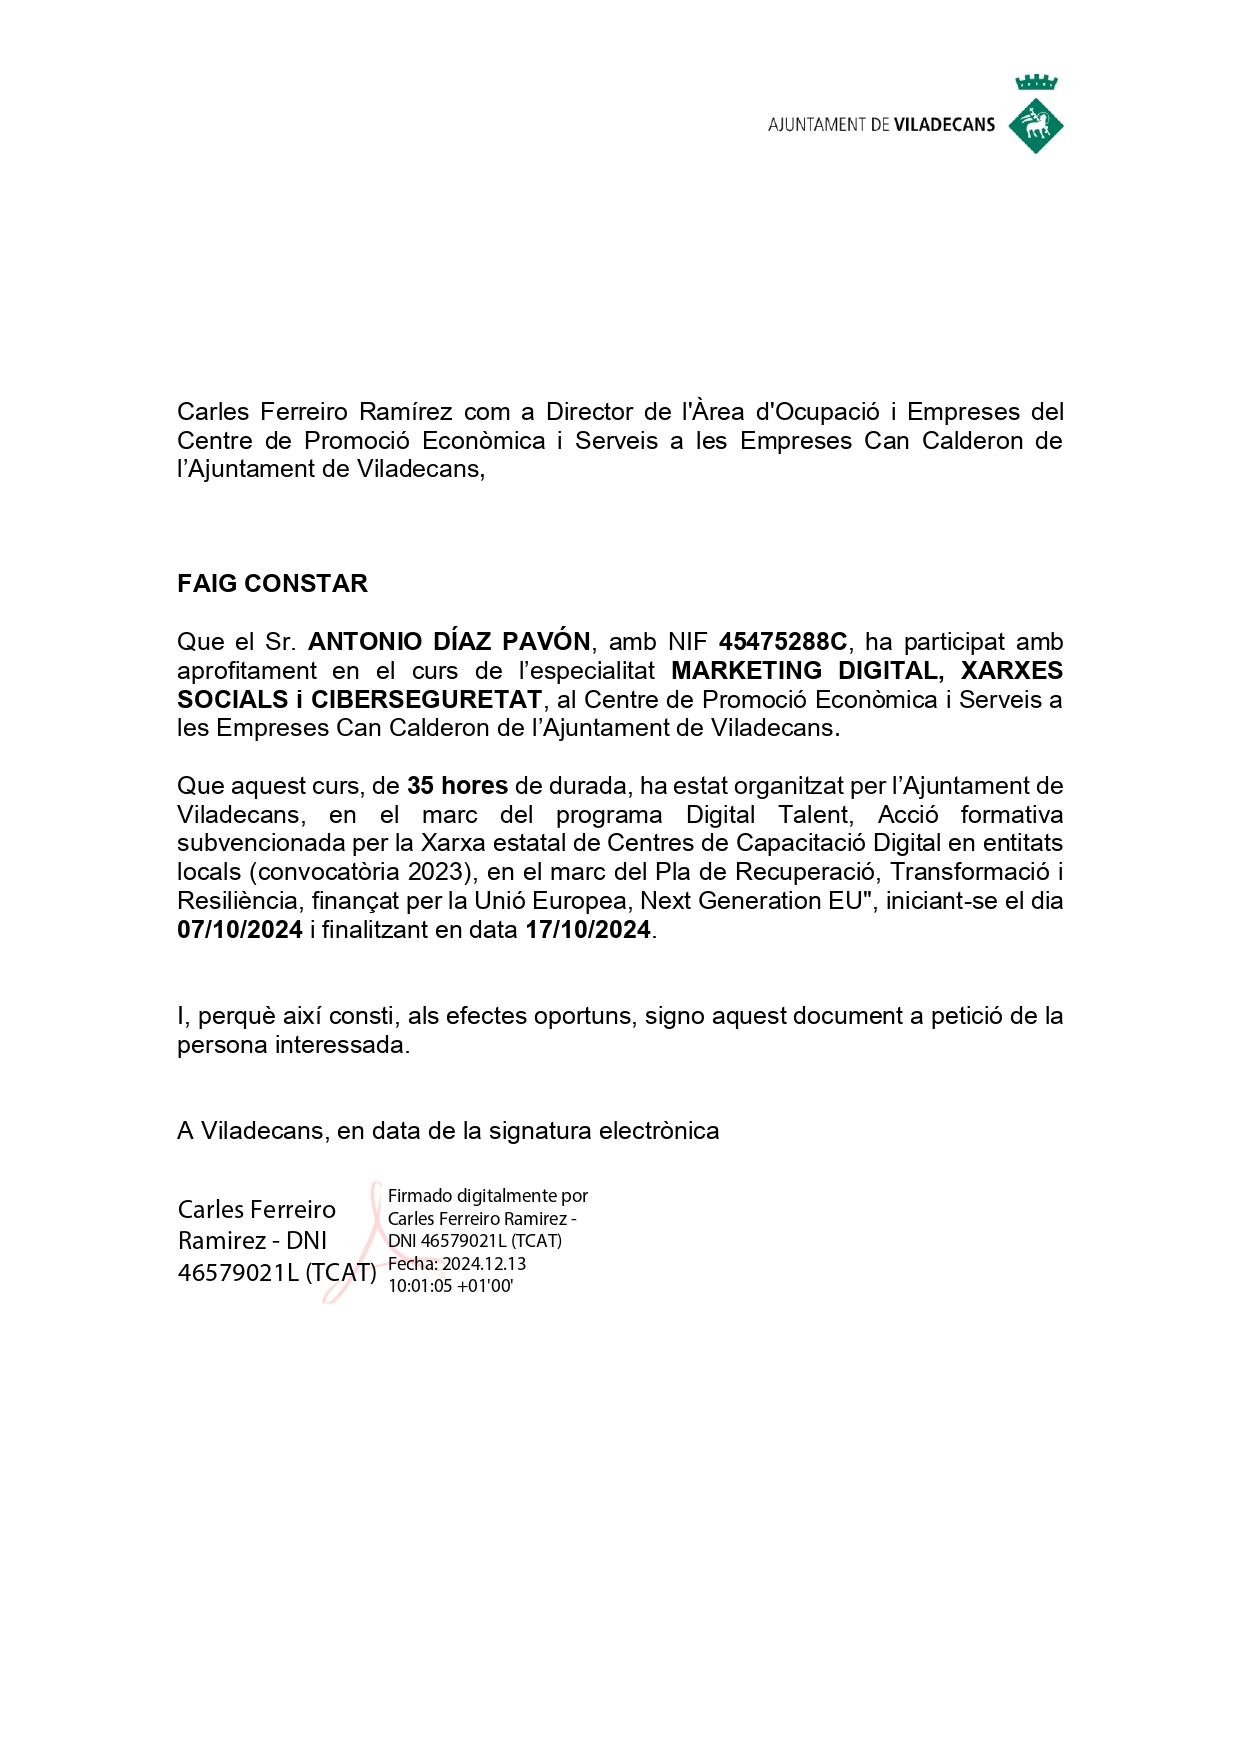 AJUNTAMENT DE VILADECANS
Carles Ferreiro Ramírez com a Director de l'Àrea d'Ocupació i Empreses del
Centre de Promoció Econòmica i Serveis a les Empreses Can Calderon de
l’Ajuntament de Viladecans,
FAIG CONSTAR
Que el Sr. ANTONIO DÍAZ PAVÓN, amb NIF 45475288C, ha participat amb
aprofitament en el curs de l’especialitat MARKETING DIGITAL, XARXES
SOCIALS i CIBERSEGURETAT, al Centre de Promoció Econòmica i Serveis a
les Empreses Can Calderon de l’Ajuntament de Viladecans.
Que aquest curs, de 35 hores de durada, ha estat organitzat per l’Ajuntament de
Viladecans, en el marc del programa Digital Talent, Acció formativa
subvencionada per la Xarxa estatal de Centres de Capacitació Digital en entitats
locals (convocatòria 2023), en el marc del Pla de Recuperació, Transformació i
Resiliència, finançat per la Unió Europea, Next Generation EU", iniciant-se el dia
07/10/2024 i finalitzant en data 17/10/2024.
I, perquè així consti, als efectes oportuns, signo aquest document a petició de la
persona interessada.
A Viladecans, en data de la signatura electrònica
Carles Ferreiro
Ramirez - DNI
46579021L (TCAT)
Firmado digitalmente por
Carles Ferreiro Ramirez -
DNI 46579021L (TCAT)
Fecha: 2024.12.13
10:01:05 +01'00'